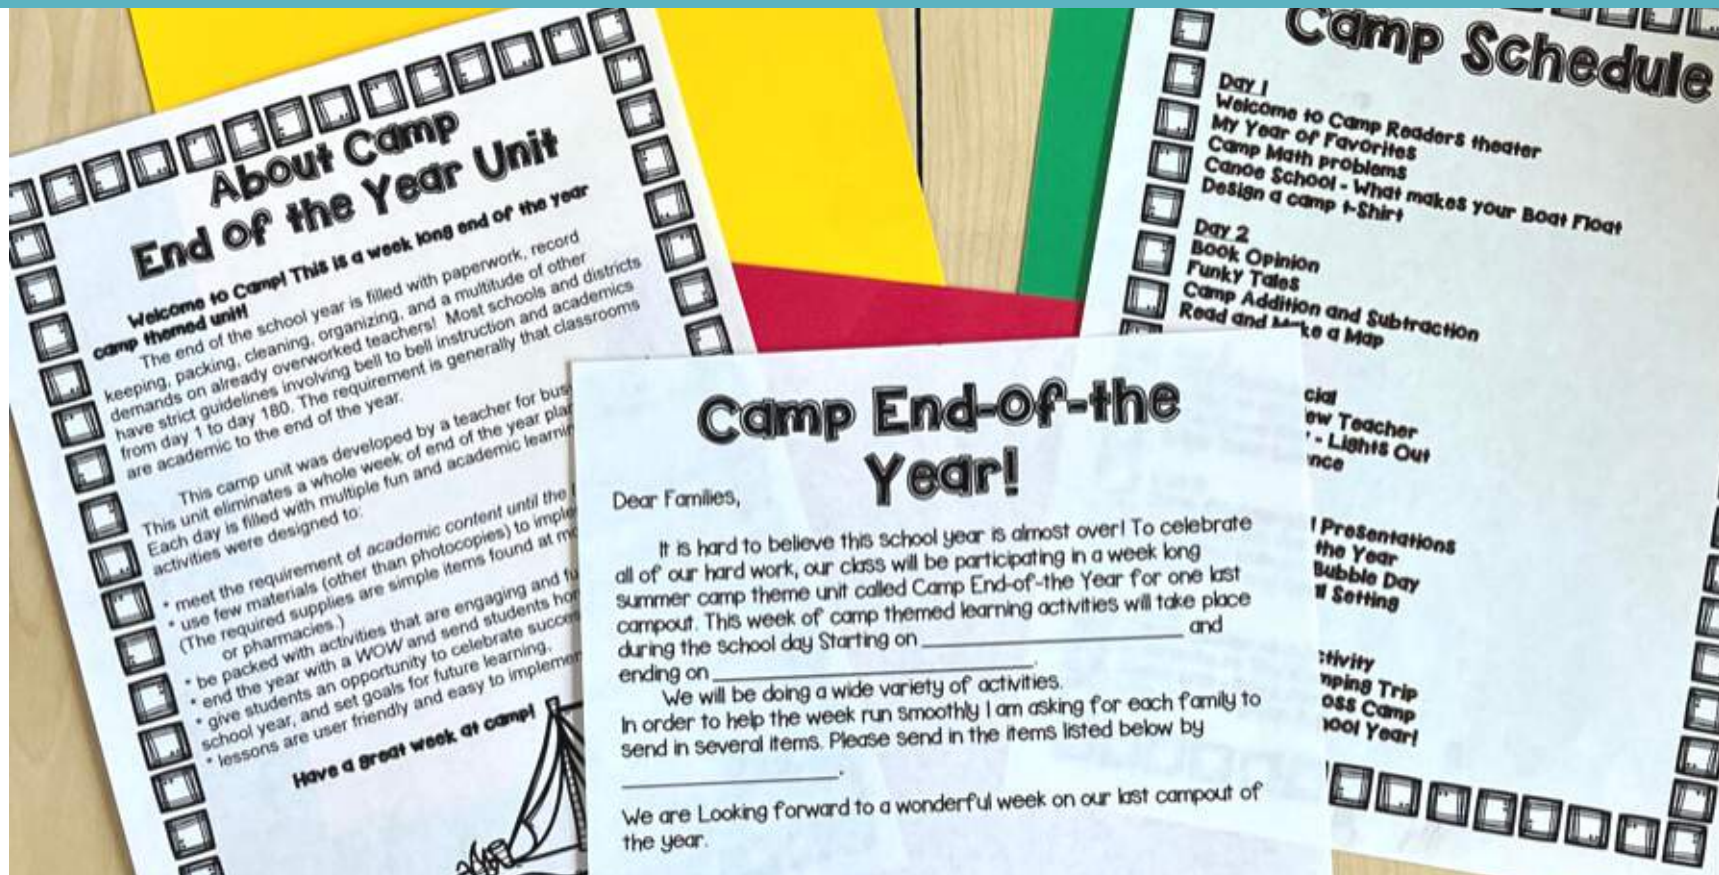 About Camp
End of the Year Unit
Welcome to Camp! This is a week long end of the year
camp themed unit!
The end of the school year is filled with paperwork, record
keeping, packing, cleaning, organizing, and a multitude of other
demands on already overworked teachers! Most schools and districts
have strict guidelines involving bell to bell instruction and academics
from day 1 to day 180. The requirement is generally that classrooms
are academic to the end of the year.
This camp unit was developed by a teacher for
This unit eliminates a whole week of end of the year
Each day is filled with multiple fun and academic
activities were designed to:
* meet the requirement of academic content until the
* use few materials (other than photocopies) to
(The required supplies are simple items found at
or pharmacies.)
* be packed with activities that are engaging and
* end the year with a WOW and send students
* give students an opportunity to celebrate
school year, and set goals for future learning.
* lessons are user friendly and easy to
Have a great week at camp!
Camp End-of-the
Year!
Dear Families,
It is hard to believe this school year is almost over! To celebrate
all of our hard work, our class will be participating in a week long
summer camp theme unit called Camp End-of-the Year for one last
campout. This week of camp themed learning activities will take place
during the school day Starting on and
ending on .
We will be doing a wide variety of activities.
In order to help the week run smoothly I am asking for each family to
send in several items. Please send in the items listed below by
.
We are Looking forward to a wonderful week on our last campout of
the year.
Camp Schedule
Day 1
Welcome to Camp Readers theater
My Year of Favorites
Camp Math problems
Canoe School - What makes your Boat Float
Design a camp t-Shirt
Day 2
Book Opinion
Funky Tales
Camp Addition and Subtraction
Read and Make a Map
Teacher
- Lights Out
Presentations
the Year
Bubble Day
Setting
Trip
Camp
Year!